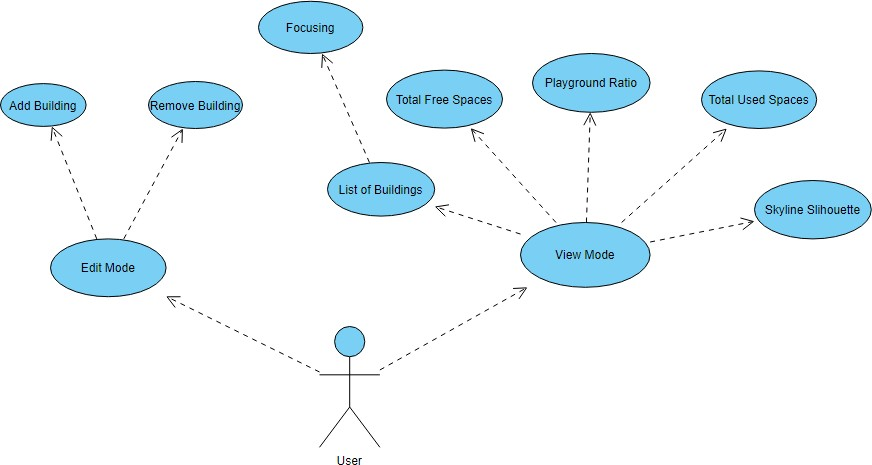 Focusing
Add Building
Remove Building
Total Free Spaces
Playground Ratio
Total Used Spaces
List of Buildings
Skyline Slihouette
Edit Mode
View Mode
User